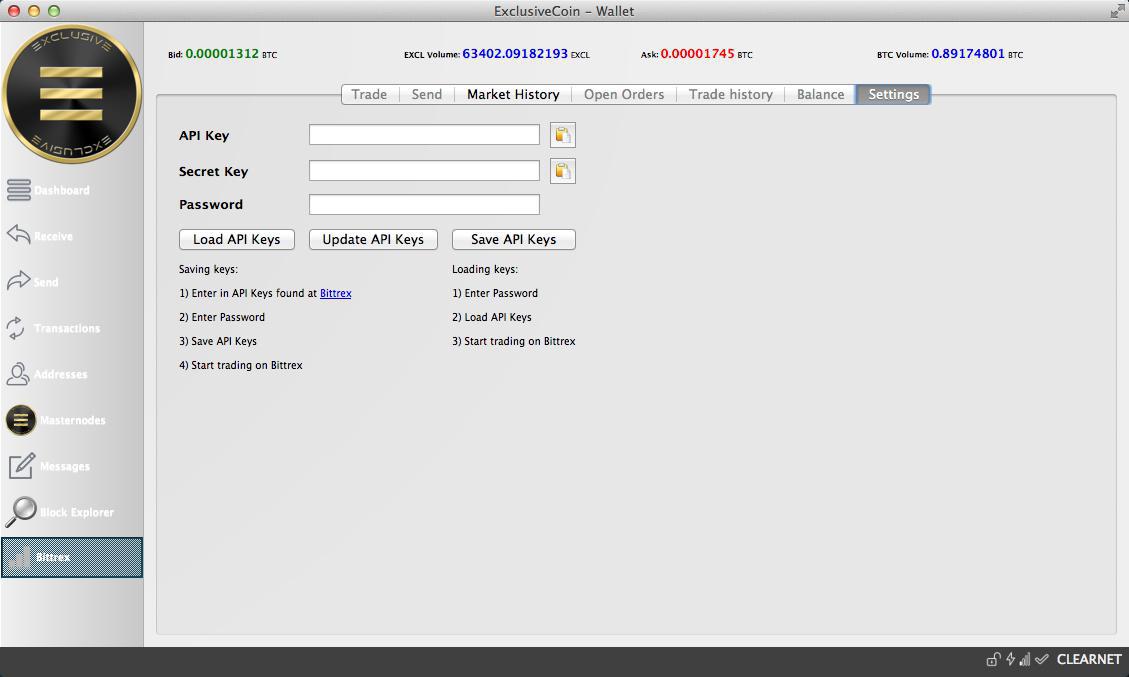 ExclusiveCoin - Wallet
EXCLUSIVE
EXCLUSIVE
Bid: 0.00001312 BTC EXCL Volume: 63402.09182193 EXCL Ask: 0.00001745 BTC BTC Volume: 0.89174801 BTC
Trade Send Market History Open Orders Trade history Balance Settings
Dashboard
Receive
Send
Transactions
Addresses
Masternodes
Messages
Block Explorer
Bittrex
API Key
Secret Key
Password
Load API Keys Update API Keys Save API Keys
Saving keys:
1) Enter in API Keys found at Bittrex
2) Enter Password
3) Save API Keys
4) Start trading on Bittrex
Loading keys:
1) Enter Password
2) Load API Keys
3) Start trading on Bittrex
CLEARNET